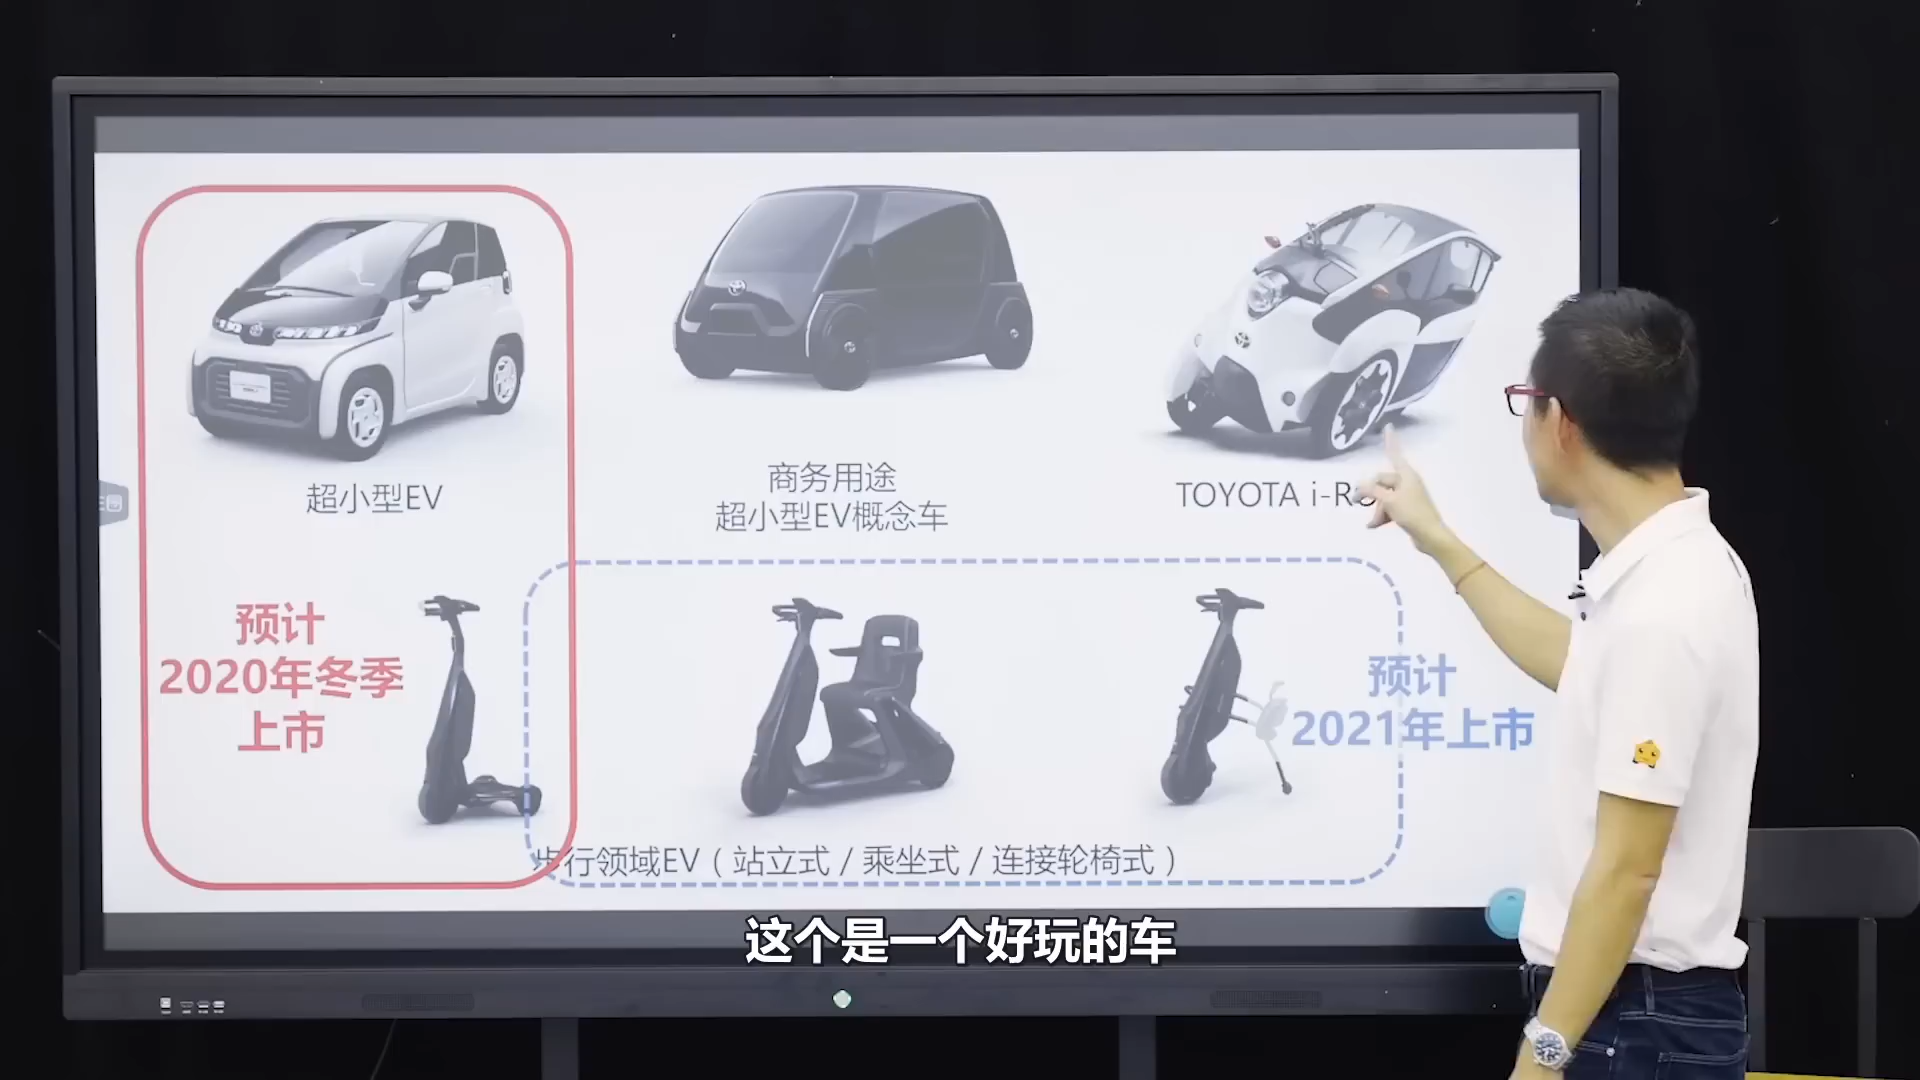 超小型EV
商务用途
超小型EV概念车
TOYOTA i-R
预计
2020年冬季
上市
预计
2021年上市
步行领域EV（站立式 / 乘坐式 / 连接轮椅式）
这个是一个好玩的车